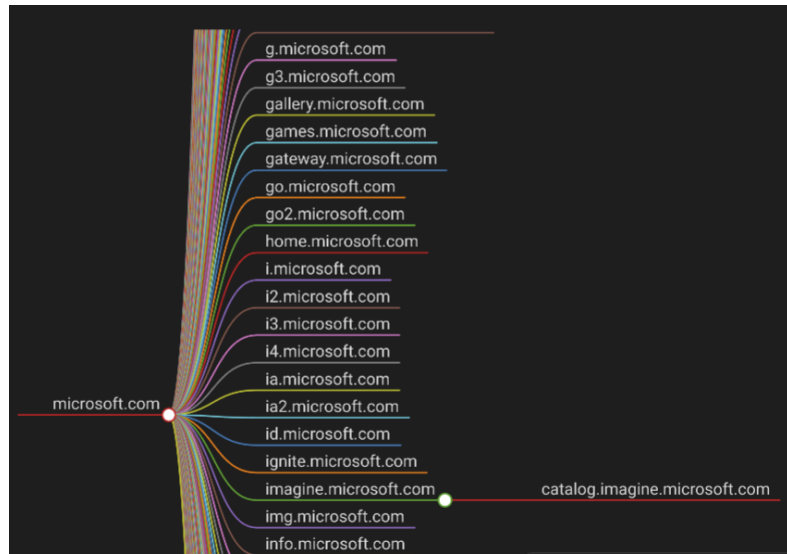 g.microsoft.com
g3.microsoft.com
gallery.microsoft.com
games.microsoft.com
gateway.microsoft.com
go.microsoft.com
go2.microsoft.com
home.microsoft.com
i.microsoft.com
i2.microsoft.com
i3.microsoft.com
i4.microsoft.com
ia.microsoft.com
microsoft.com
ia2.microsoft.com
id.microsoft.com
ignite.microsoft.com
imagine.microsoft.com catalog.imagine.microsoft.com
img.microsoft.com
info.microsoft.com